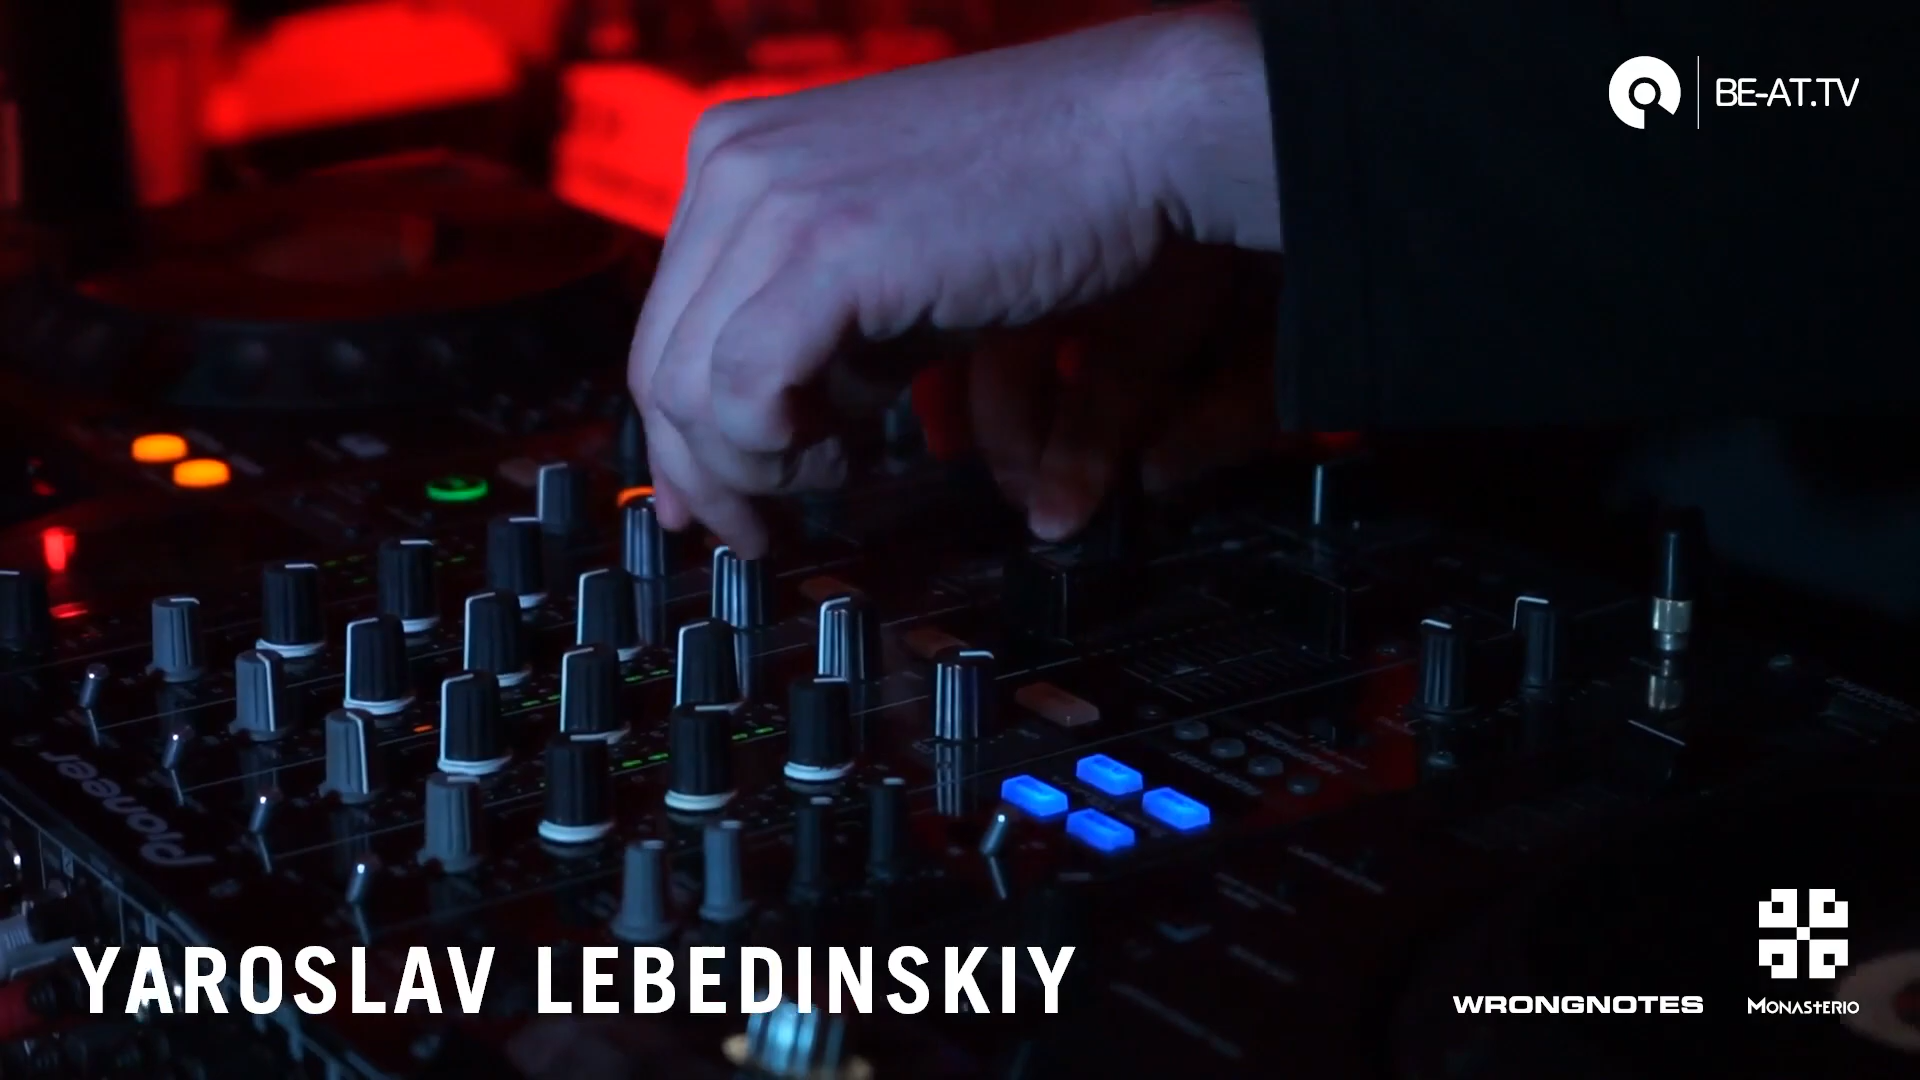 BE-AT.TV
Pioneer
YAROSLAV LEBEDINSKIY
WRONGNOTES
MONASTERIO